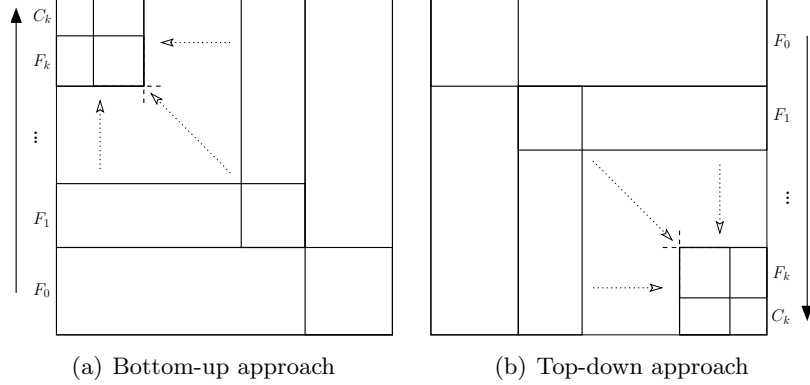 C_k
F_k
...
F_1
F_0
(a) Bottom-up approach
F_0
F_1
...
F_k
C_k
(b) Top-down approach